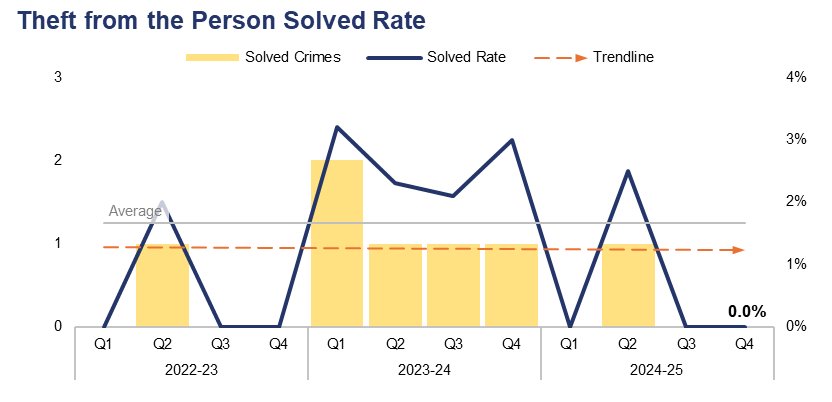 Theft from the Person Solved Rate
Solved Crimes Solved Rate Trendline
3 4%
3%
2
2%
Average
1
1%
0.0%
0 0%
Q1 Q2 Q3 Q4 Q1 Q2 Q3 Q4 Q1 Q2 Q3 Q4
2022-23 2023-24 2024-25